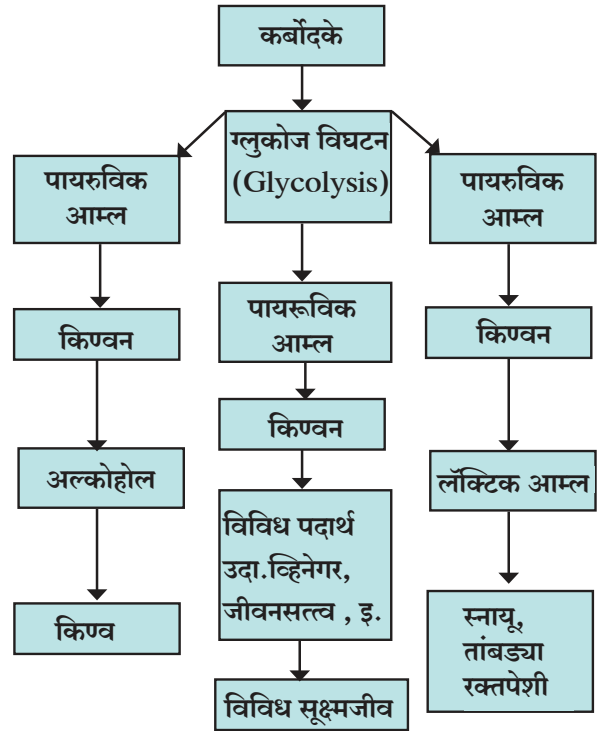 कर्बोदके
ग्लुकोज विघटन
(Glycolysis)
पायरुविक
आम्ल
किण्वन
अल्कोहोल
किण्व
पायरूविक
आम्ल
किण्वन
विविध पदार्थ
उदा.व्हिनेगर,
जीवनसत्त्व , इ.
विविध सूक्ष्मजीव
पायरुविक
आम्ल
किण्वन
लॅक्टिक आम्ल
स्नायू,
तांबड्या
रक्तपेशी